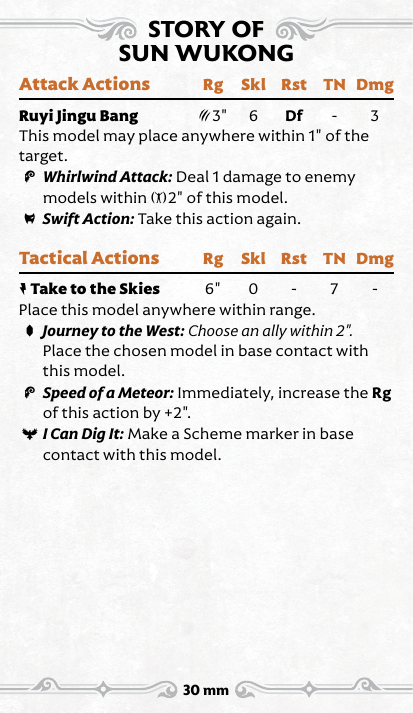 STORY OF
SUN WUKONG
Attack Actions Rg Skl Rst TN Dmg
Ruyi Jingu Bang 3" 6 Df - 3
This model may place anywhere within 1" of the
target.
Whirlwind Attack: Deal 1 damage to enemy
models within 2" of this model.
Swift Action: Take this action again.
Tactical Actions Rg Skl Rst TN Dmg
Take to the Skies 6" 0 - 7 -
Place this model anywhere within range.
Journey to the West: Choose an ally within 2".
Place the chosen model in base contact with
this model.
Speed of a Meteor: Immediately, increase the Rg
of this action by +2".
I Can Dig It: Make a Scheme marker in base
contact with this model.
30 mm